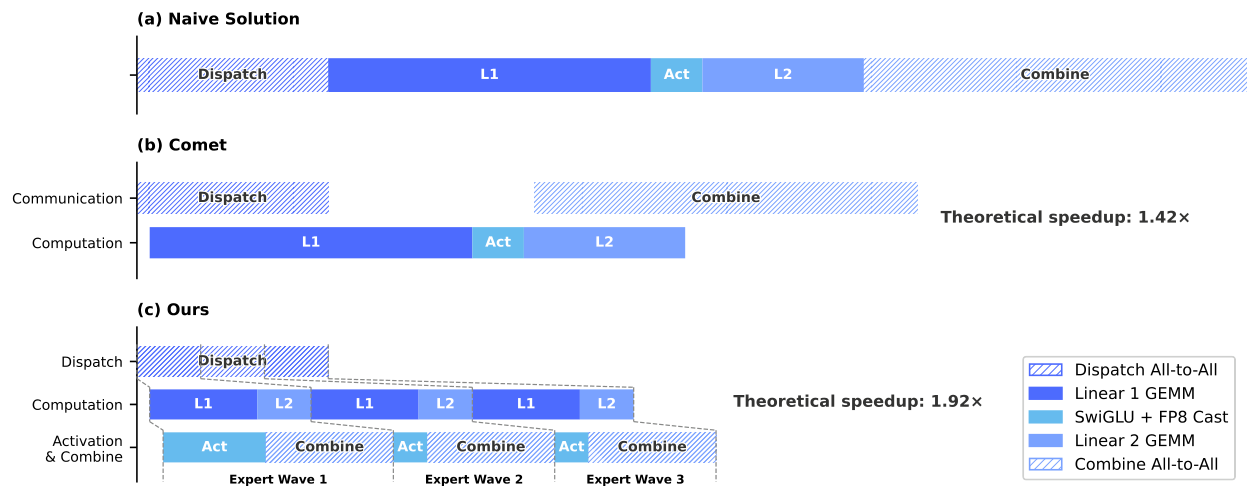 (a) Naive Solution
Dispatch L1 Act L2 Combine
(b) Comet
Communication Dispatch Combine
Theoretical speedup: 1.42×
Computation L1 Act L2
(c) Ours
Dispatch Dispatch
Computation L1 L2 L1 L2 L1 L2
Theoretical speedup: 1.92×
Activation
& Combine
Act Combine Act Combine Act Combine
Expert Wave 1 Expert Wave 2 Expert Wave 3
Dispatch All-to-All
Linear 1 GEMM
SwiGLU + FP8 Cast
Linear 2 GEMM
Combine All-to-All